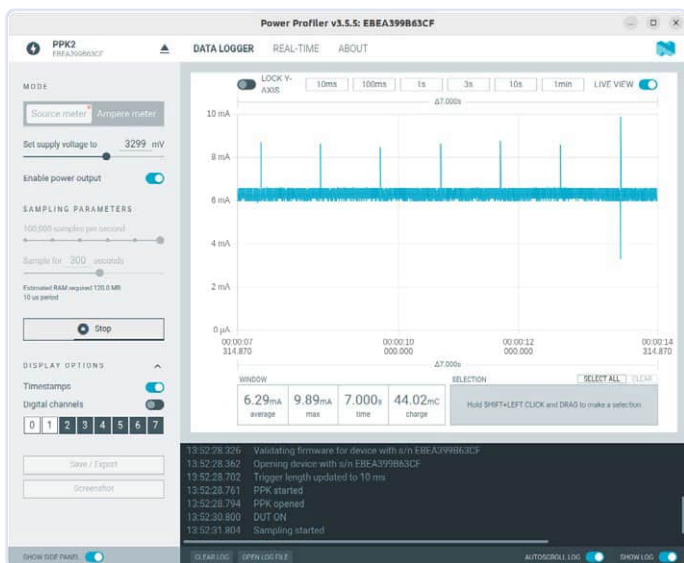 Power Profiler v3.5.5: EBEA399B63CF
PPK2
EBEA399B63CF
DATA LOGGER REAL-TIME ABOUT
MODE
Source meter Ampere meter
Set supply voltage to 3299 mV
Enable power output
SAMPLING PARAMETERS
100,000 samples per second
Sample for 300 seconds
Estimated RAM required 120.0 MB
10 us period
Stop
DISPLAY OPTIONS
Timestamps
Digital channels
0 1 2 3 4 5 6 7
Save / Export
Screenshot
SHOW SIDE PANEL
LOCK Y-
AXIS
10ms 100ms 1s 3s 10s 1min LIVE VIEW
Δ7.000s
10 mA
8 mA
6 mA
4 mA
2 mA
0 µA
00:00:07 00:00:10 00:00:12 00:00:14
314.870 000.000 000.000 314.870
Δ7.000s
WINDOW SELECTION SELECT ALL CLEAR
6.29mA 9.89mA 7.000s 44.02mC
average max time charge
Hold SHIFT+LEFT CLICK and DRAG to make a selection
13:52:28.326 Validating firmware for device with s/n EBEA399B63CF
13:52:28.362 Opening device with s/n EBEA399B63CF
13:52:28.702 Trigger length updated to 10 ms
13:52:28.761 PPK started
13:52:28.794 PPK opened
13:52:30.800 DUT ON
13:52:31.804 Sampling started
CLEAR LOG OPEN LOG FILE AUTOSCROLL LOG SHOW LOG